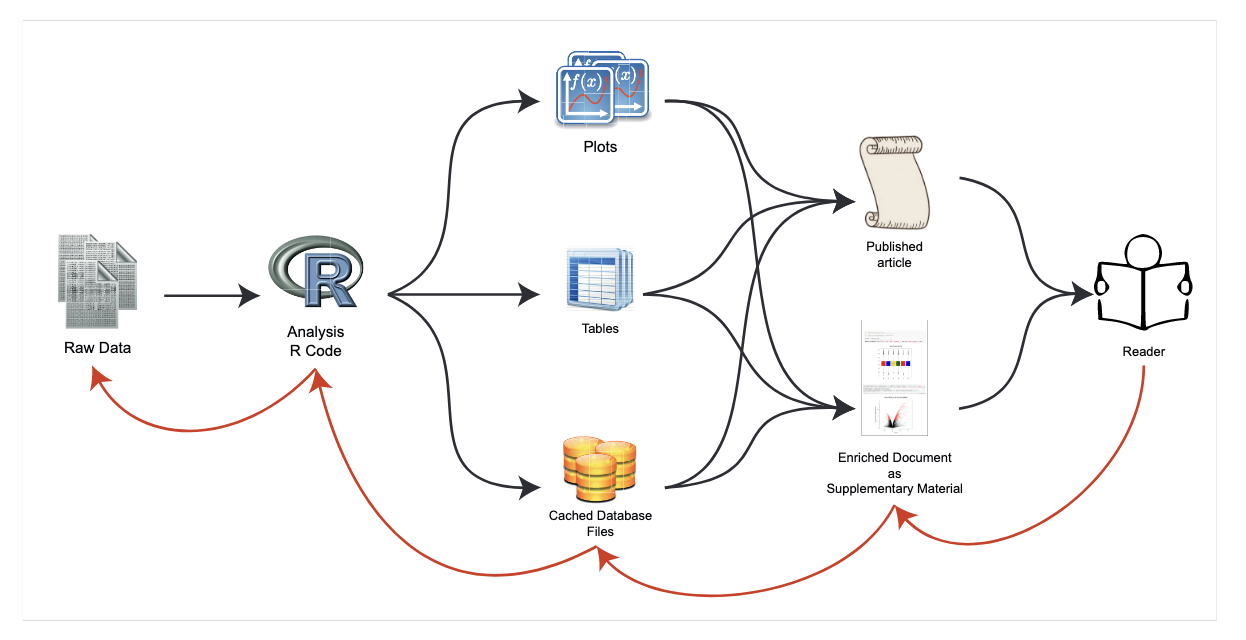 f(x)
f(x)
Plots
R
Published
article
Raw Data
Analysis
R Code
Tables
Reader
Cached Database
Files
Enriched Document
as
Supplementary Material